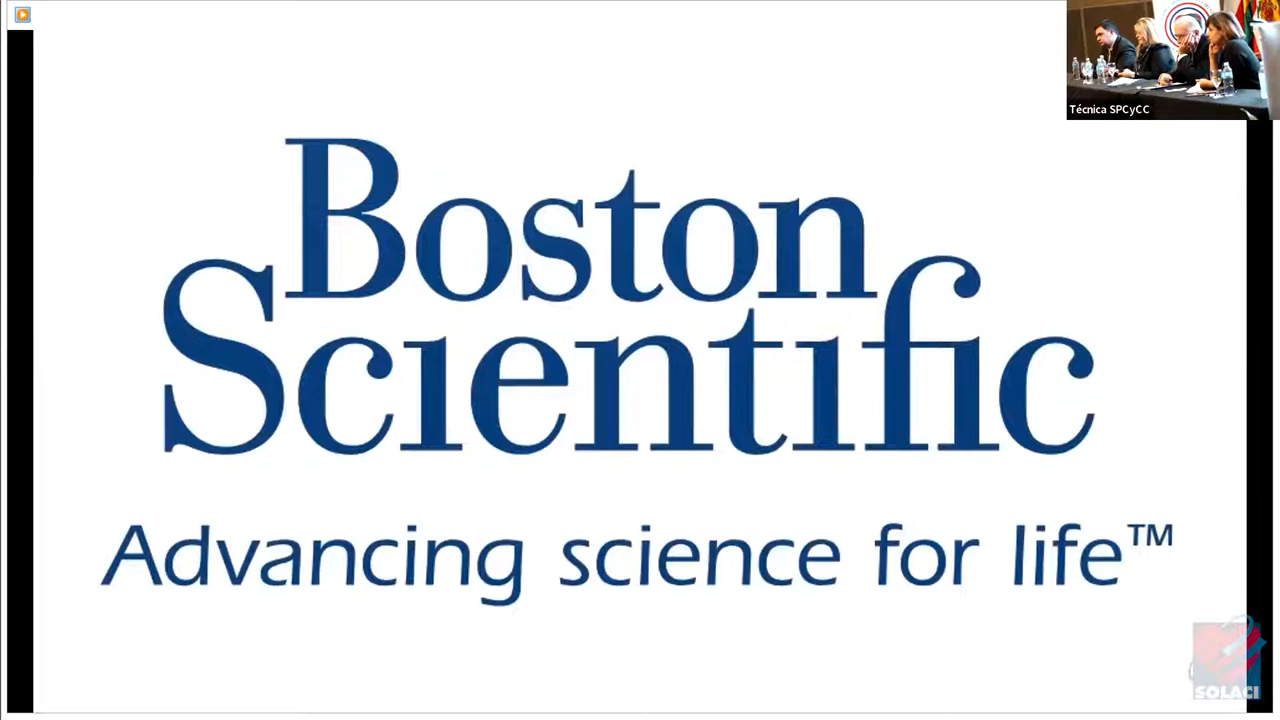 Técnica SPCyCC
Boston
Scientific
Advancing science for life™
SOLACI